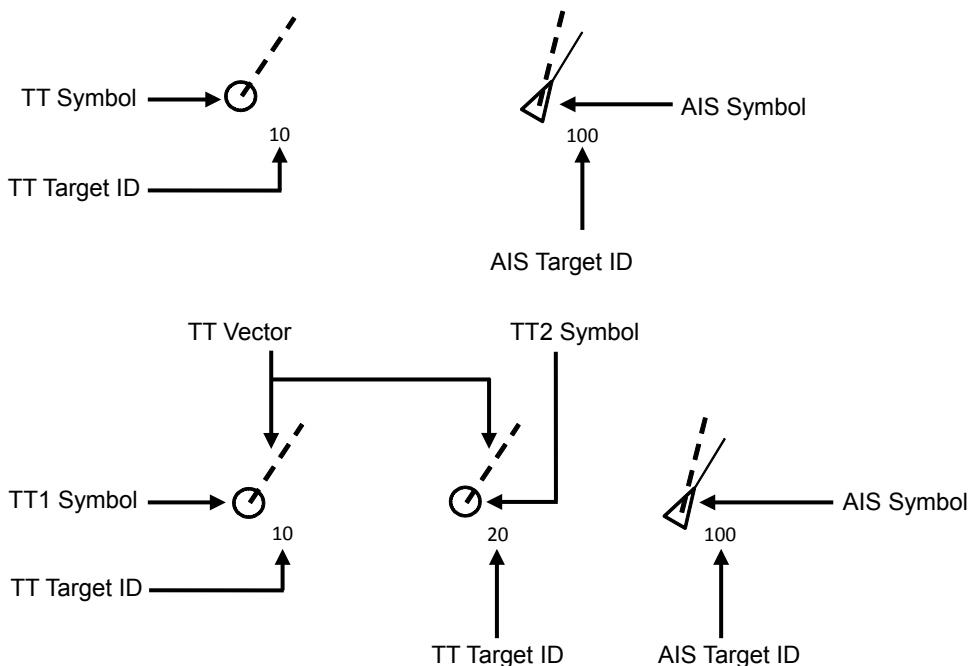 TT Symbol
AIS Symbol
10
100
TT Target ID
AIS Target ID
TT Vector
TT2 Symbol
TT1 Symbol
AIS Symbol
10
20
100
TT Target ID
TT Target ID
AIS Target ID